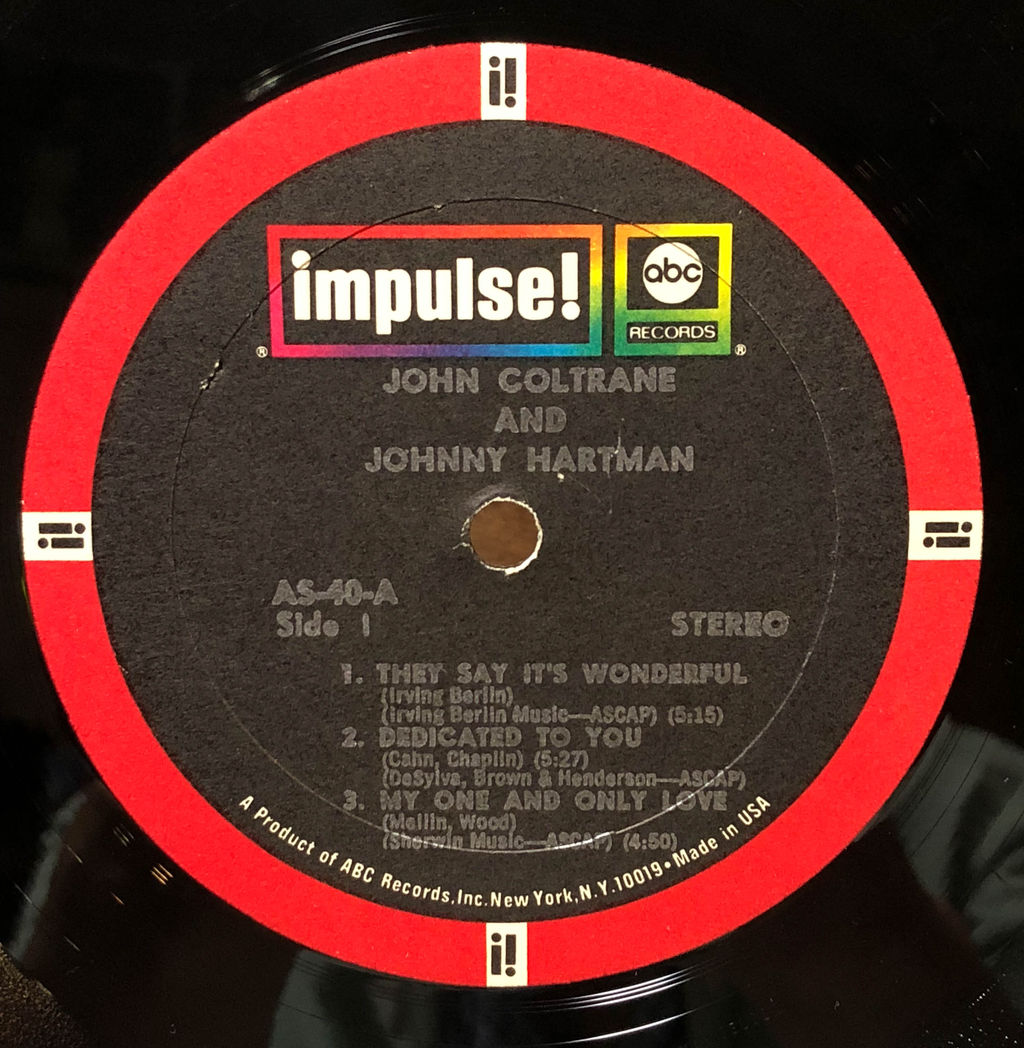 i!
impulse!
abc
RECORDS
®
®
JOHN COLTRANE
AND
JOHNNY HARTMAN
i!
i!
AS-40-A
Side 1
STEREO
1. THEY SAY IT'S WONDERFUL
(Irving Berlin)
(Irving Berlin Music—ASCAP) (5:15)
2. DEDICATED TO YOU
(Cahn, Chaplin) (5:27)
(DeSylva, Brown & Henderson—ASCAP)
3. MY ONE AND ONLY LOVE
(Mellin, Wood)
(Sherwin Music—ASCAP) (4:50)
A Product of ABC Records, Inc. New York, N.Y. 10019 • Made in USA
i!